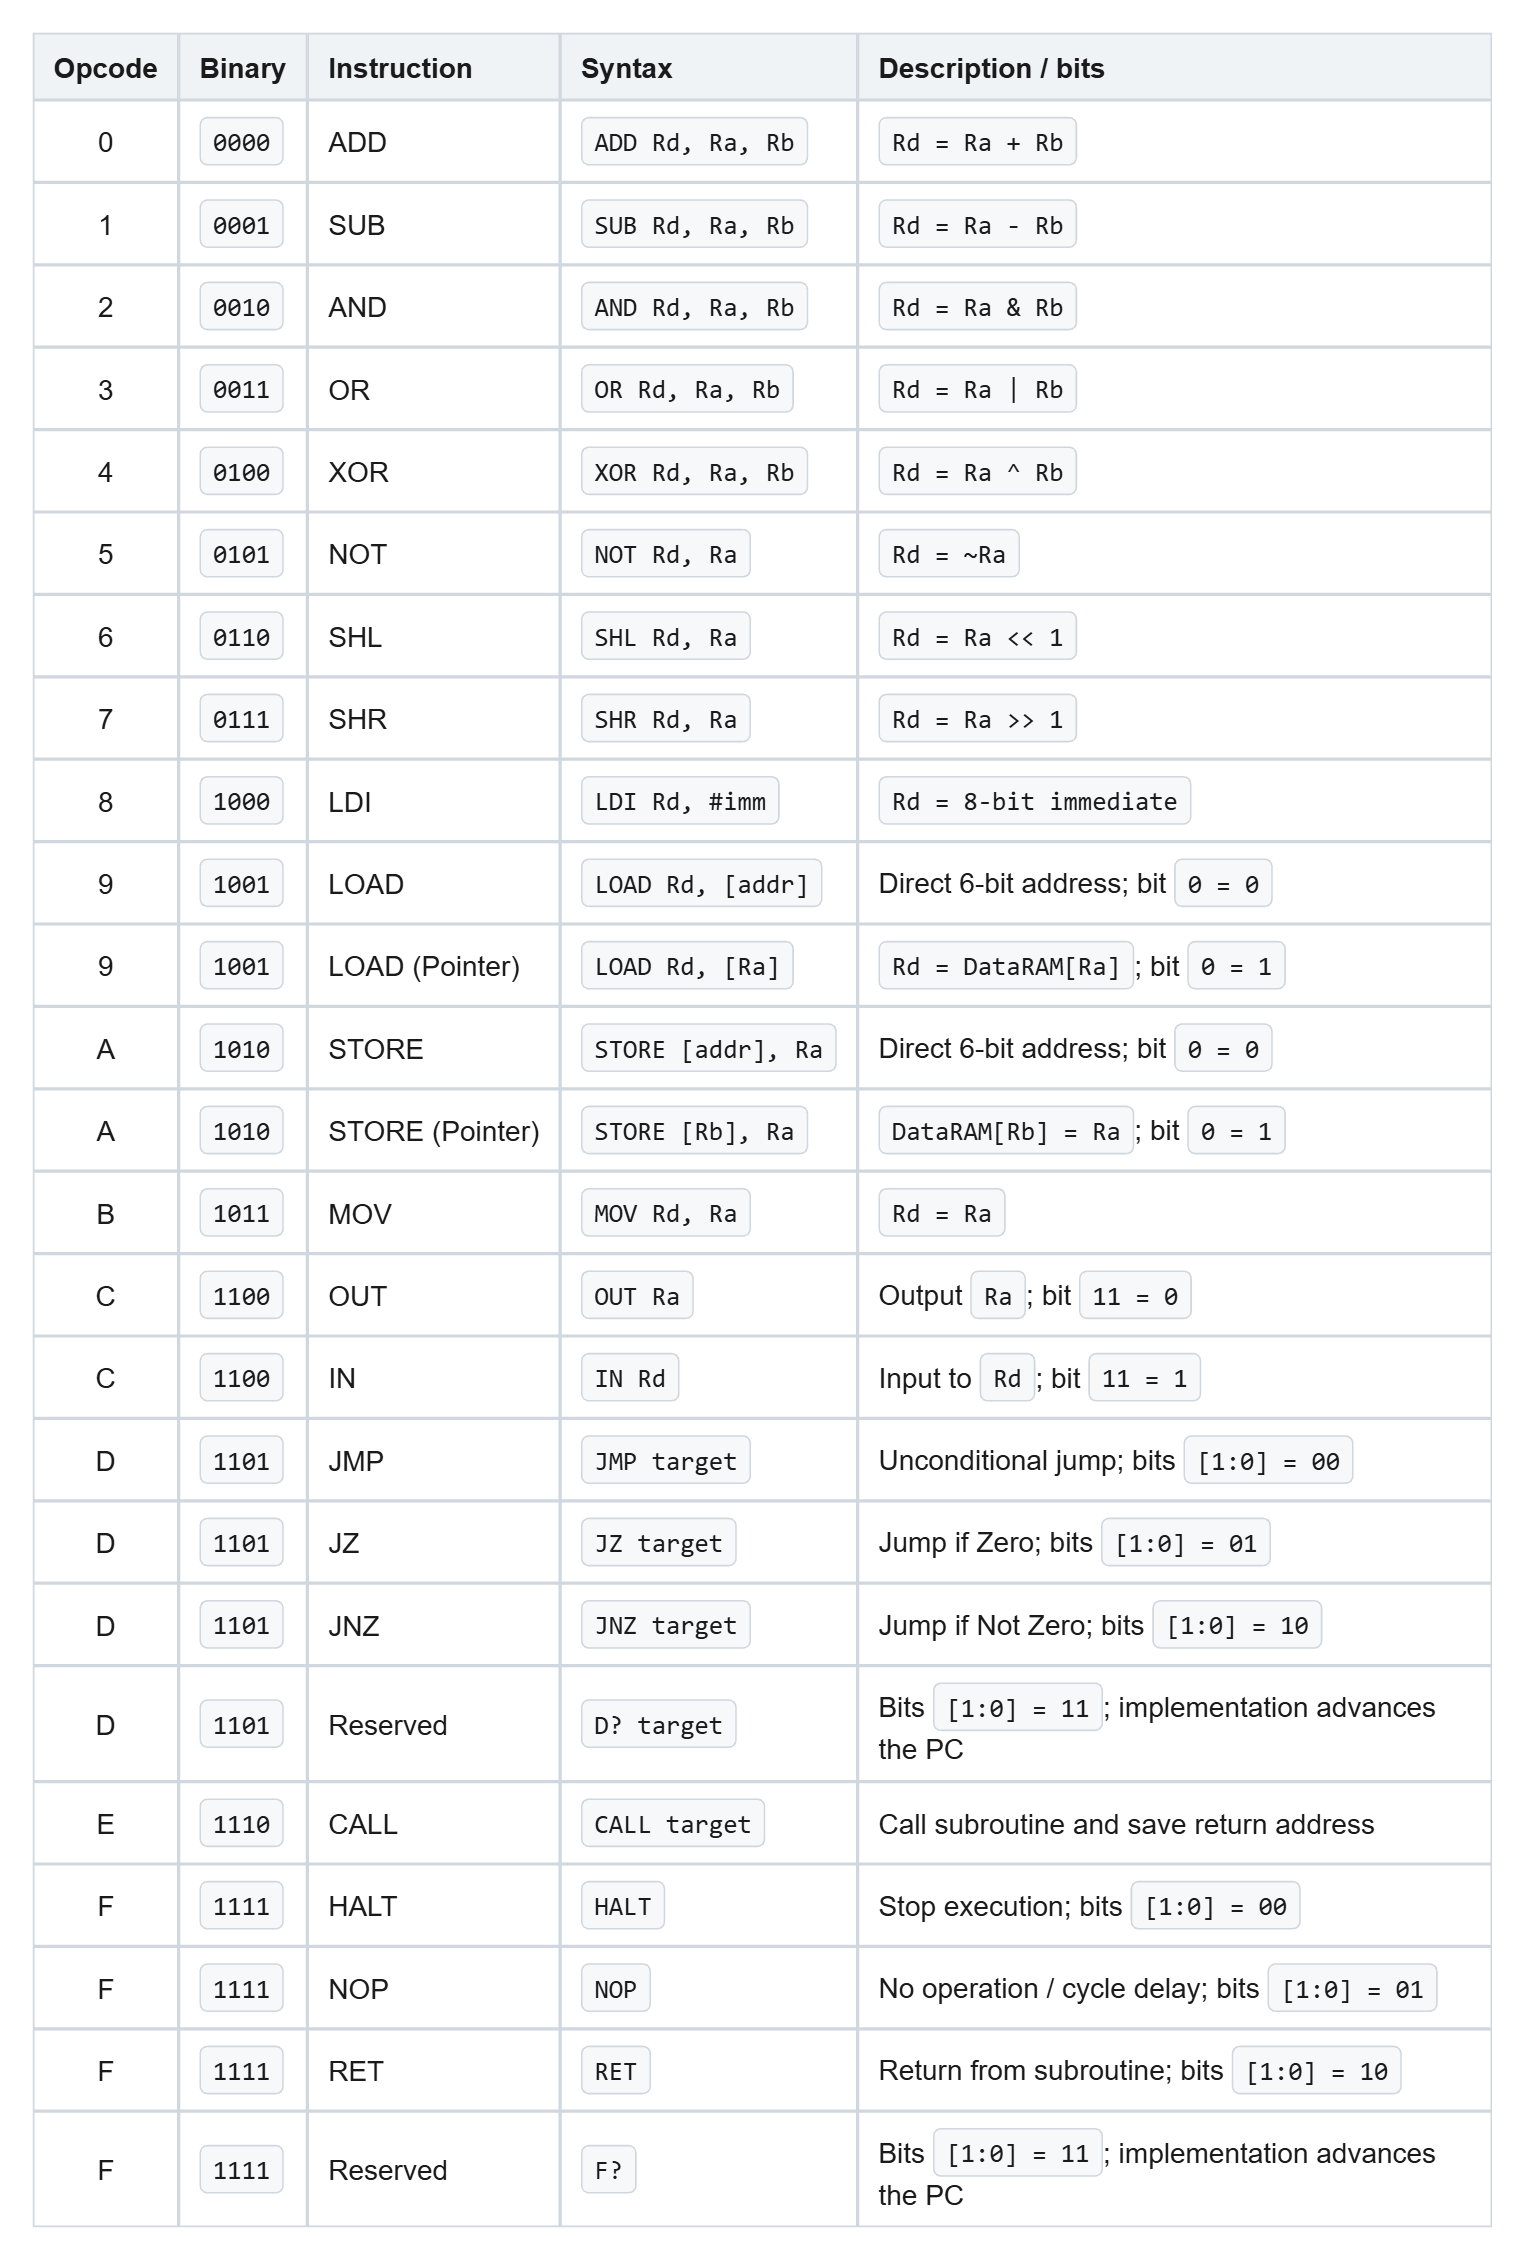 Opcode Binary Instruction Syntax Description / bits
0 0000 ADD ADD Rd, Ra, Rb Rd = Ra + Rb
1 0001 SUB SUB Rd, Ra, Rb Rd = Ra - Rb
2 0010 AND AND Rd, Ra, Rb Rd = Ra & Rb
3 0011 OR OR Rd, Ra, Rb Rd = Ra | Rb
4 0100 XOR XOR Rd, Ra, Rb Rd = Ra ^ Rb
5 0101 NOT NOT Rd, Ra Rd = ~Ra
6 0110 SHL SHL Rd, Ra Rd = Ra << 1
7 0111 SHR SHR Rd, Ra Rd = Ra >> 1
8 1000 LDI LDI Rd, #imm Rd = 8-bit immediate
9 1001 LOAD LOAD Rd, [addr] Direct 6-bit address; bit 0 = 0
9 1001 LOAD (Pointer) LOAD Rd, [Ra] Rd = DataRAM[Ra]; bit 0 = 1
A 1010 STORE STORE [addr], Ra Direct 6-bit address; bit 0 = 0
A 1010 STORE (Pointer) STORE [Rb], Ra DataRAM[Rb] = Ra; bit 0 = 1
B 1011 MOV MOV Rd, Ra Rd = Ra
C 1100 OUT OUT Ra Output Ra; bit 11 = 0
C 1100 IN IN Rd Input to Rd; bit 11 = 1
D 1101 JMP JMP target Unconditional jump; bits [1:0] = 00
D 1101 JZ JZ target Jump if Zero; bits [1:0] = 01
D 1101 JNZ JNZ target Jump if Not Zero; bits [1:0] = 10
D 1101 Reserved D? target Bits [1:0] = 11; implementation advances
the PC
E 1110 CALL CALL target Call subroutine and save return address
F 1111 HALT HALT Stop execution; bits [1:0] = 00
F 1111 NOP NOP No operation / cycle delay; bits [1:0] = 01
F 1111 RET RET Return from subroutine; bits [1:0] = 10
F 1111 Reserved F? Bits [1:0] = 11; implementation advances
the PC